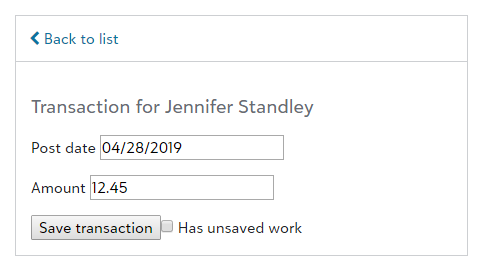 Back to list
Transaction for Jennifer Standley
Post date 04/28/2019
Amount 12.45
Save transaction Has unsaved work